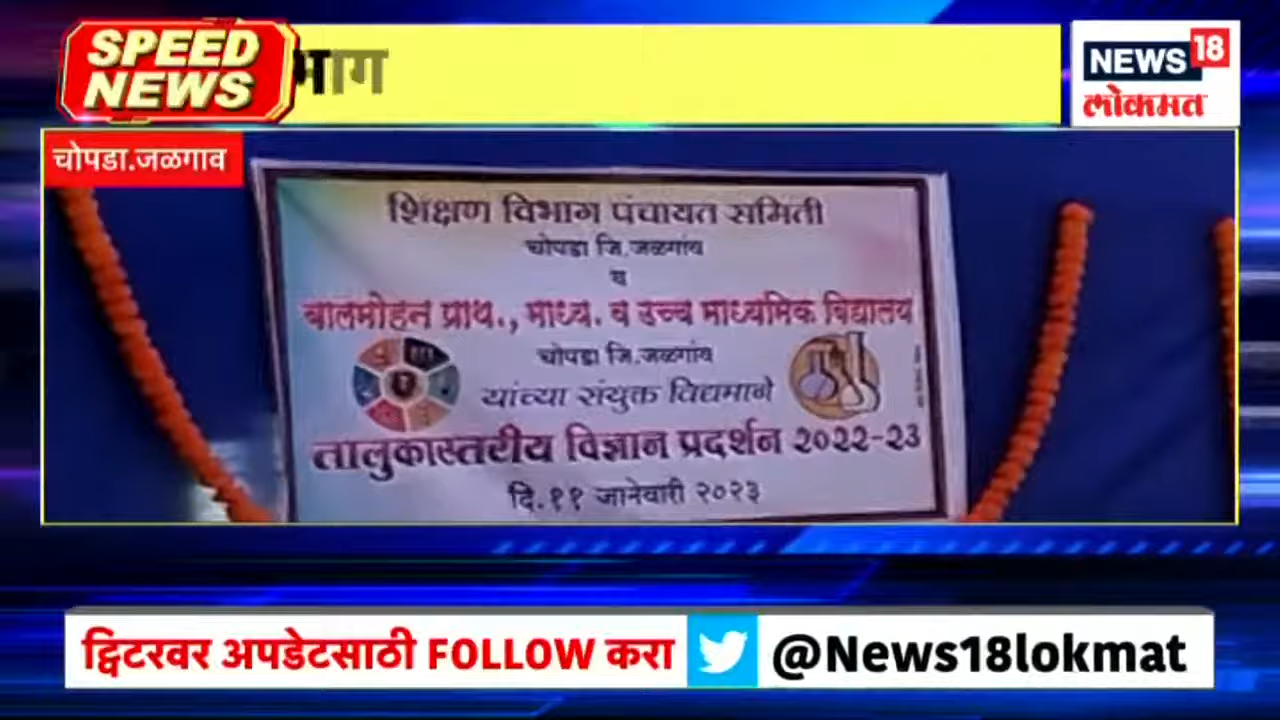 SPEED
NEWS
भाग
NEWS 18
लोकमत
चोपडा.जळगाव
शिक्षण विभाग पंचायत समिती
चोपडा जि.जळगांव
व
बालमोहन प्राथ., माध्य. व उच्च माध्यमिक विद्यालय
चोपडा जि.जळगांव
यांच्या संयुक्त विद्यमाने
तालुकास्तरीय विज्ञान प्रदर्शन २०२२-२३
दि.११ जानेवारी २०२३
ट्विटरवर अपडेटसाठी FOLLOW करा @News18lokmat